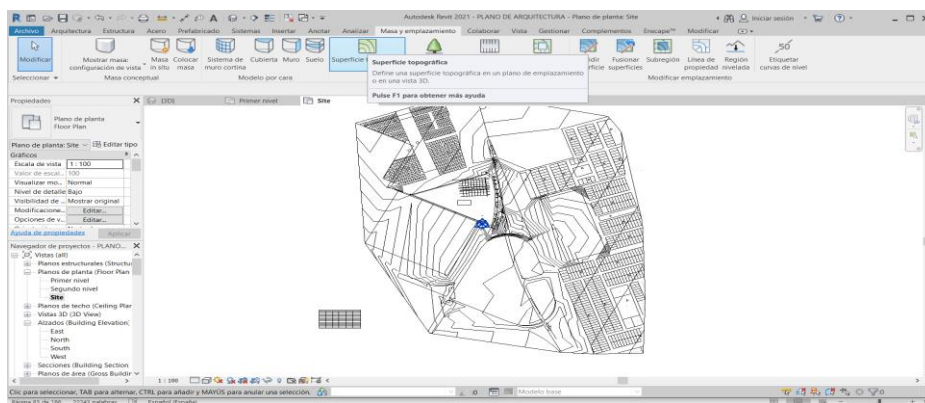 Autodesk Revit 2021 - PLANO DE ARQUITECTURA - Plano de planta: Site
Iniciar sesión
Archivo Arquitectura Estructura Acero Prefabricado Sistemas Insertar Anotar Analizar Masa y emplazamiento Colaborar Vista Gestionar Complementos Enscape™ Modificar
Modificar
Mostrar masa: configuración de vista
Masa in situ
Colocar masa
Sistema de muro cortina
Cubierta
Muro
Suelo
Superficie
Fusionar superficies
Subregión
Línea de propiedad
Región nivelada
Etiquetar curvas de nivel
Seleccionar
Masa conceptual
Modelo por cara
Modificar emplazamiento
Superficie topográfica
Define una superficie topográfica en un plano de emplazamiento
o en una vista 3D.
Pulse F1 para obtener más ayuda
Propiedades
{3D}
Primer nivel
Site
Plano de planta
Floor Plan
Plano de planta: Site
Editar tipo
Gráficos
Escala de vista 1 : 100
Valor de escal... 100
Visualizar mo... Normal
Nivel de detalle Bajo
Visibilidad de ... Mostrar original
Modificacione... Editar...
Opciones de v... Editar...
Ayuda de propiedades
Aplicar
Navegador de proyectos - PLANO...
Vistas (all)
Planos estructurales (Structu
Planos de planta (Floor Plan
Primer nivel
Segundo nivel
Site
Planos de techo (Ceiling Plar
Vistas 3D (3D View)
Alzados (Building Elevation)
East
North
South
West
Secciones (Building Section
Planos de área (Gross Buildir
1 : 100
Clic para seleccionar, TAB para alternar, CTRL para añadir y MAYÚS para anular una selección.
:0
Modelo base
:0